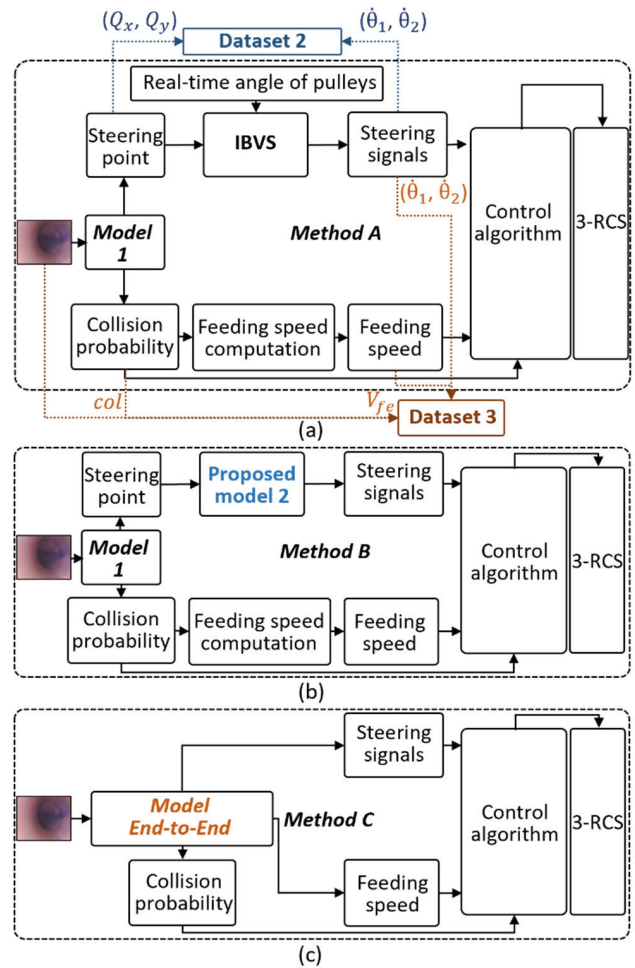 (Qx, Qy)
Dataset 2
(θ̇1, θ̇2)
Real-time angle of pulleys
Steering
point
IBVS
Steering
signals
(θ̇1, θ̇2)
Model
1
Method A
Control
algorithm
3-RCS
Collision
probability
Feeding speed
computation
Feeding
speed
col
Vfe
Dataset 3
(a)
Steering
point
Proposed
model 2
Steering
signals
Model
1
Method B
Control
algorithm
3-RCS
Collision
probability
Feeding speed
computation
Feeding
speed
(b)
Steering
signals
Model
End-to-End
Method C
Control
algorithm
3-RCS
Collision
probability
Feeding
speed
(c)